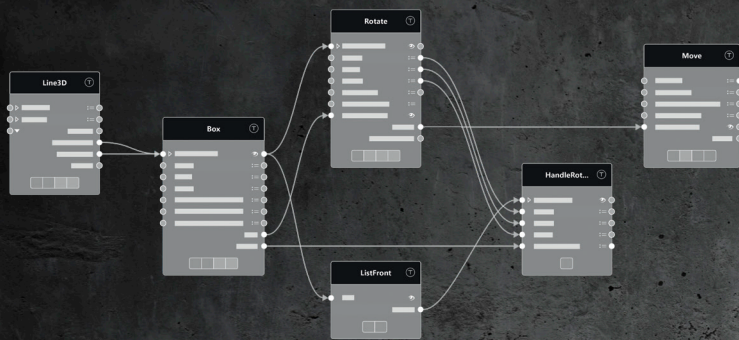 Line3D
Box
Rotate
ListFront
HandleRot...
Move